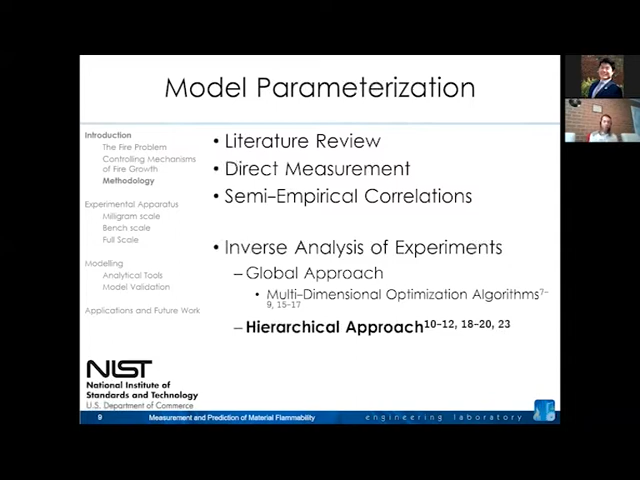 Model Parameterization
Introduction
The Fire Problem
Controlling Mechanisms
of Fire Growth
Methodology
Experimental Apparatus
Milligram scale
Bench scale
Full Scale
Modelling
Analytical Tools
Model Validation
Applications and Future Work
• Literature Review
• Direct Measurement
• Semi-Empirical Correlations
• Inverse Analysis of Experiments
– Global Approach
• Multi-Dimensional Optimization Algorithms7-
9, 15-17
– Hierarchical Approach10-12, 18-20, 23
NIST
National Institute of
Standards and Technology
U.S. Department of Commerce
9 Measurement and Prediction of Material Flammability engineering laboratory